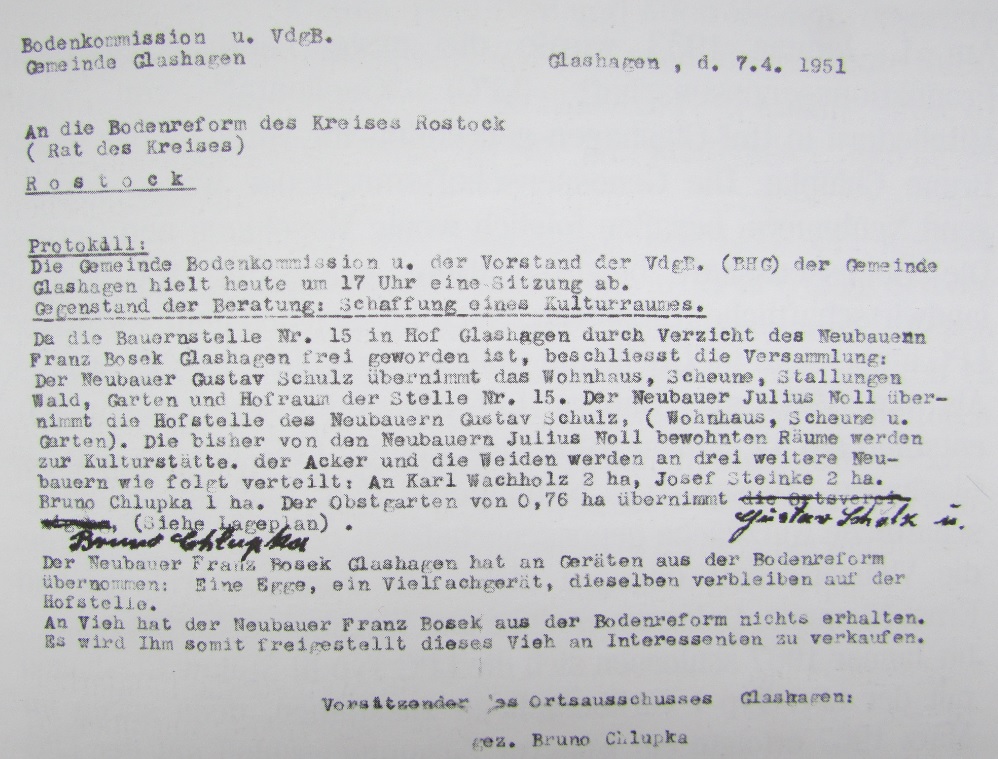 Bodenkommission u. VdgB.
Gemeinde Glashagen
Glashagen , d. 7.4. 1951
An die Bodenreform des Kreises Rostock
( Rat des Kreises)
R o s t o c k
Protokåll:
Die Gemeinde Bodenkommission u. der Vorstand der VdgB. (BHG) der Gemeinde
Glashagen hielt heute um 17 Uhr eine Sitzung ab.
Gegenstand der Beratung: Schaffung eines Kulturraumes.
Da die Bauernstelle Nr. 15 in Hof Glashagen durch Verzicht des Neubauern
Franz Bosek Glashagen frei geworden ist, beschliesst die Versammlung:
Der Neubauer Gustav Schulz übernimmt das Wohnhaus, Scheune, Stallungen
Wald, Garten und Hofraum der Stelle Nr. 15. Der Neubauer Julius Noll über-
nimmt die Hofstelle des Neubauern Gustav Schulz, ( Wohnhaus, Scheune u.
Garten). Die bisher von den Neubauern Julius Noll bewohnten Räume werden
zur Kulturstätte. der Acker und die Weiden werden an drei weitere Neu-
bauern wie folgt verteilt: An Karl Wachholz 2 ha, Josef Steinke 2 ha.
Bruno Chlupka 1 ha. Der Obstgarten von 0,76 ha übernimmt die Ortsverei
Gustav Schulz u.
, (Siehe Lageplan) .
Bruno Chlupka
Der Neubauer Franz Bosek Glashagen hat an Geräten aus der Bodenreform
übernommen: Eine Egge, ein Vielfachgerät, dieselben verbleiben auf der
Hofstelle.
An Vieh hat der Neubauer Franz Bosek aus der Bodenreform nichts erhalten.
Es wird Ihm somit freigestellt dieses Vieh an Interessenten zu verkaufen.
Vorsitzender des Ortsausschusses Glashagen:
gez. Bruno Chlupka